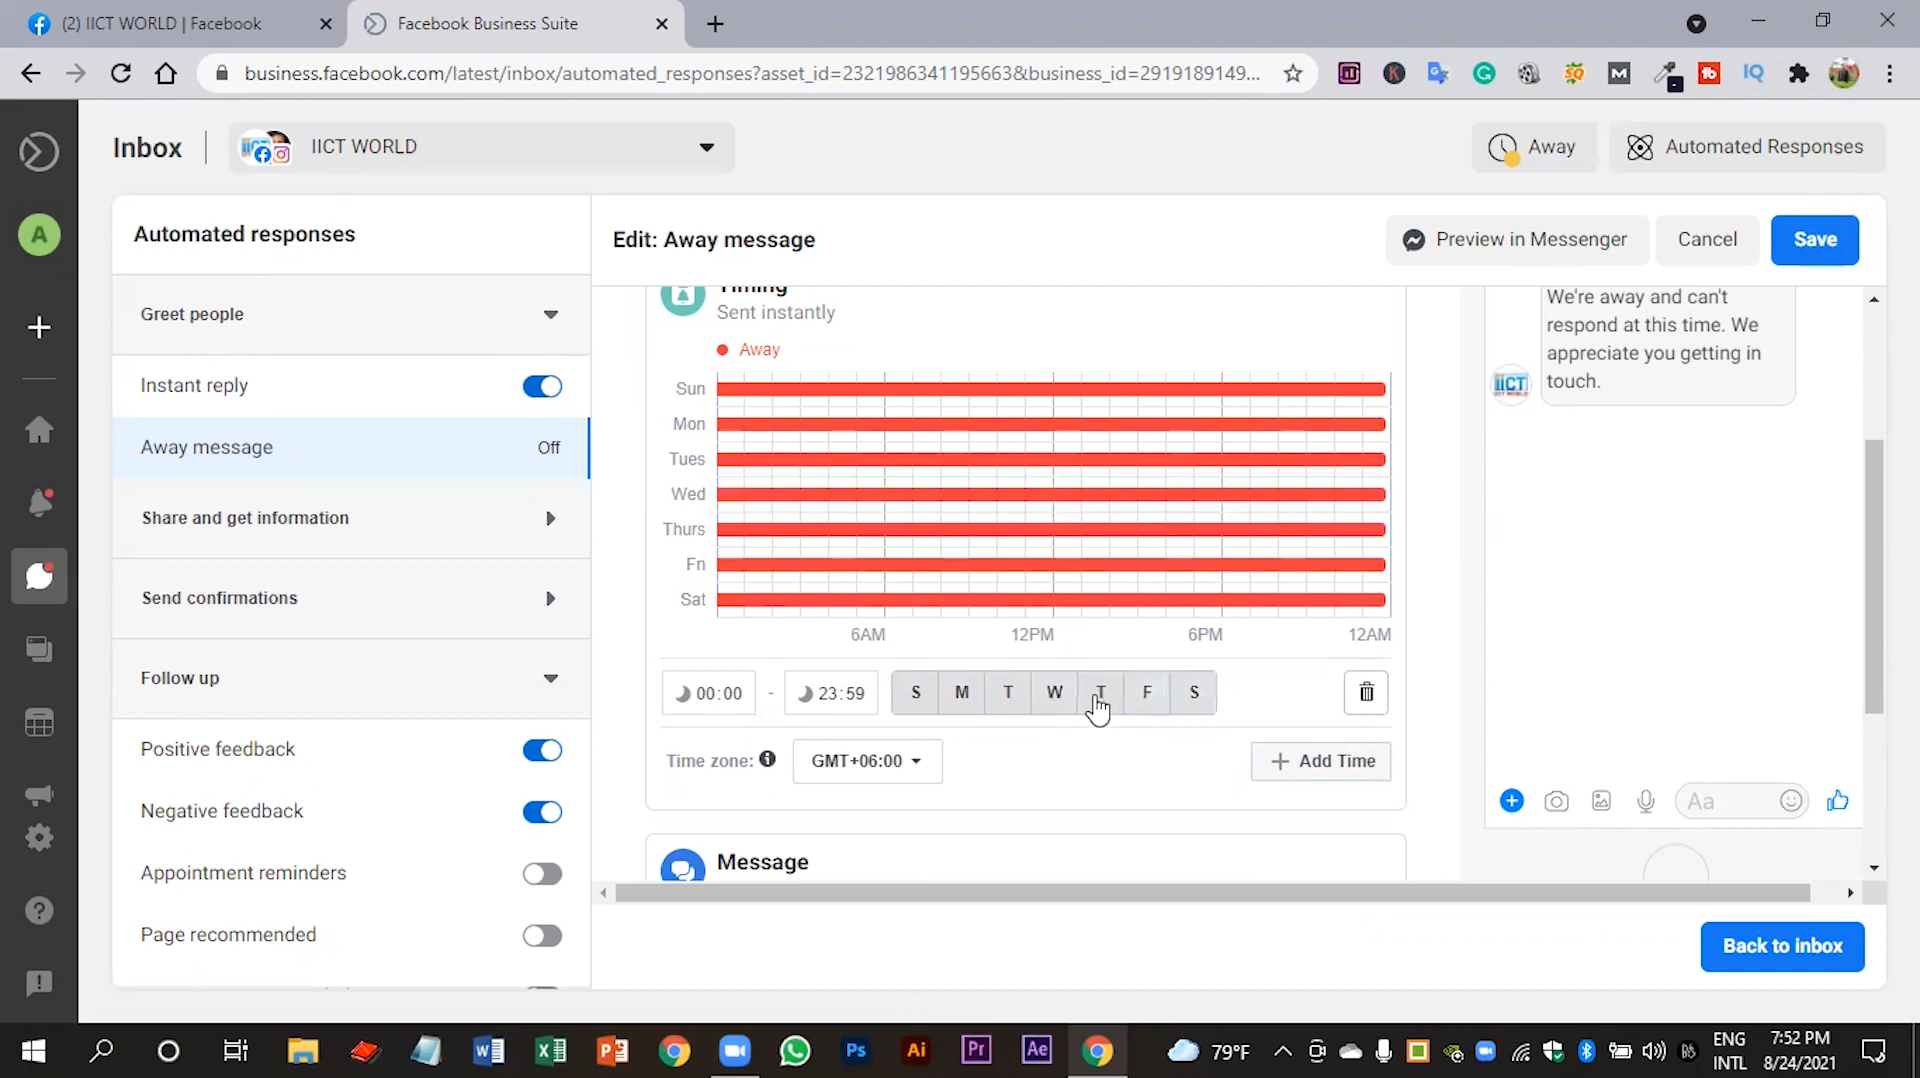 (2) IICT WORLD | Facebook
Facebook Business Suite
business.facebook.com/latest/inbox/automated_responses?asset_id=2321986341195663&business_id=2919189149...
Inbox
IICT WORLD
Away
Automated Responses
A
Automated responses
Greet people
Instant reply
Away message
Off
Share and get information
Send confirmations
Follow up
Positive feedback
Negative feedback
Appointment reminders
Page recommended
Edit: Away message
Preview in Messenger
Cancel
Save
Timing
Sent instantly
Away
Sun
Mon
Tues
Wed
Thurs
Fri
Sat
6AM 12PM 6PM 12AM
00:00 - 23:59 S M T W T F S
Time zone: GMT+06:00
Add Time
Message
We're away and can't
respond at this time. We
appreciate you getting in
touch.
IICT
Aa
Back to inbox
79°F
ENG
INTL
7:52 PM
8/24/2021